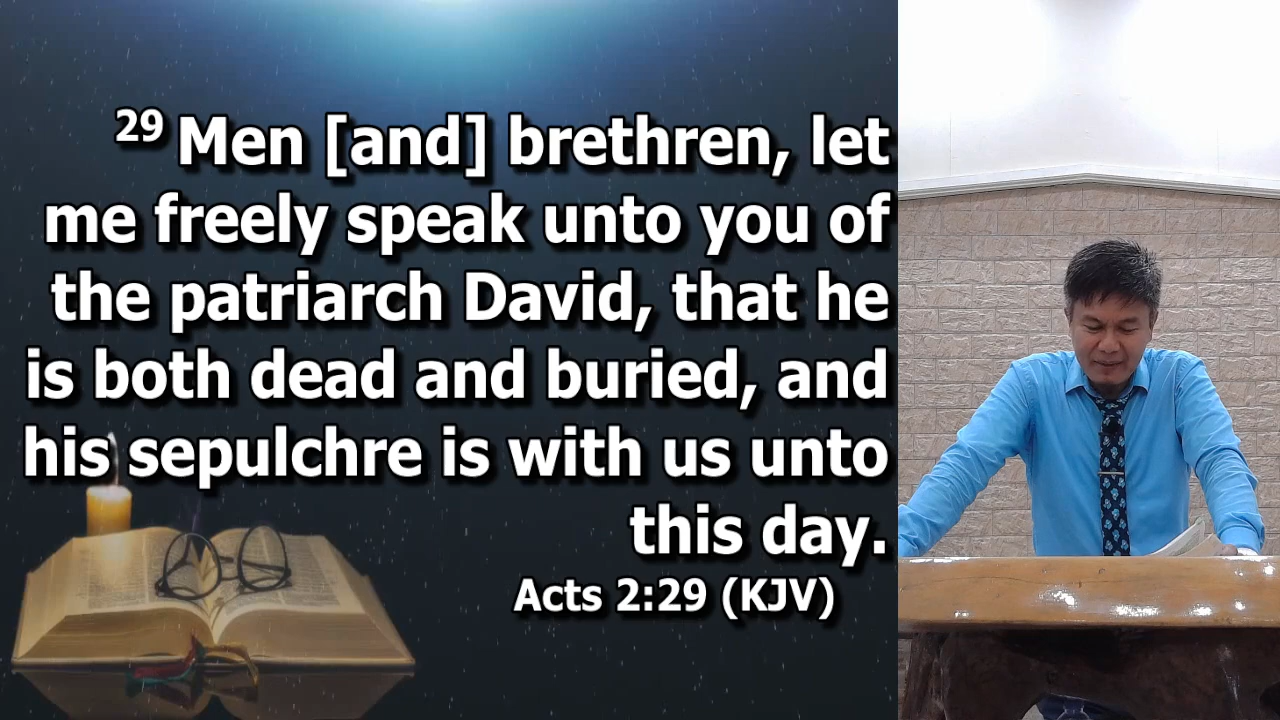 29 Men [and] brethren, let
me freely speak unto you of
the patriarch David, that he
is both dead and buried, and
his sepulchre is with us unto
this day.
Acts 2:29 (KJV)